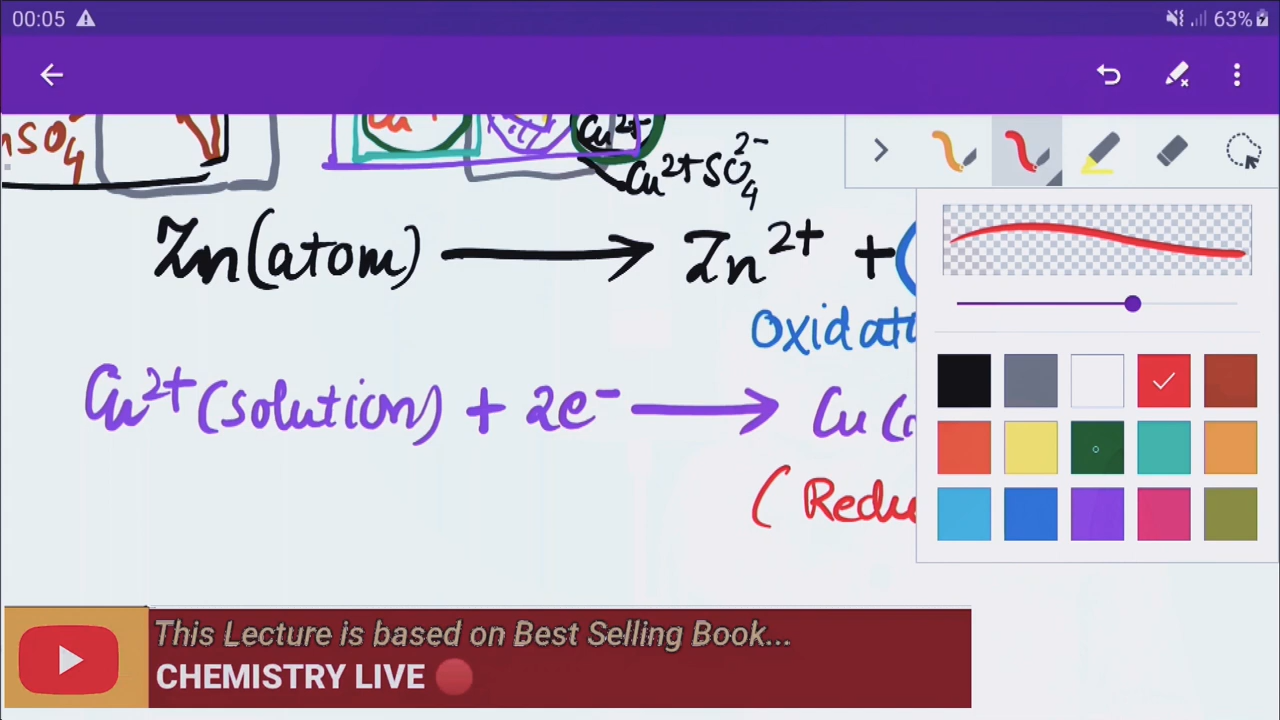 00:05 63%
nSO₄²⁻ Cu²⁺
Cu²⁺SO₄²⁻
Zn(atom) → Zn²⁺ +
Oxidat
Cu²⁺(solution) + 2e⁻ → Cu (
( Redu
This Lecture is based on Best Selling Book...
CHEMISTRY LIVE